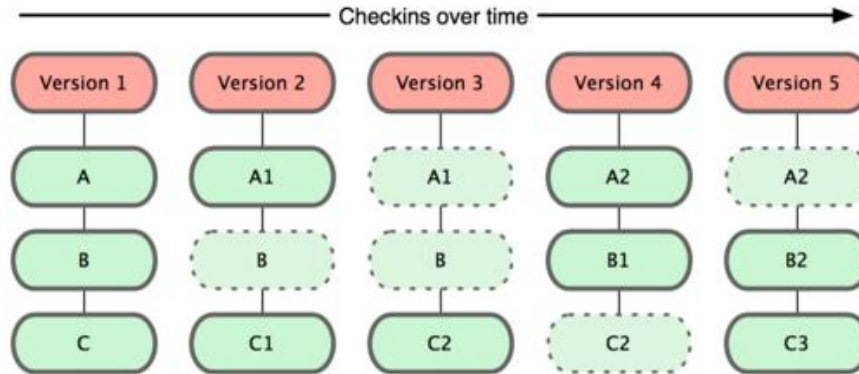 Checkins over time
Version 1 Version 2 Version 3 Version 4 Version 5
A A1 A1 A2 A2
B B B B1 B2
C C1 C2 C2 C3